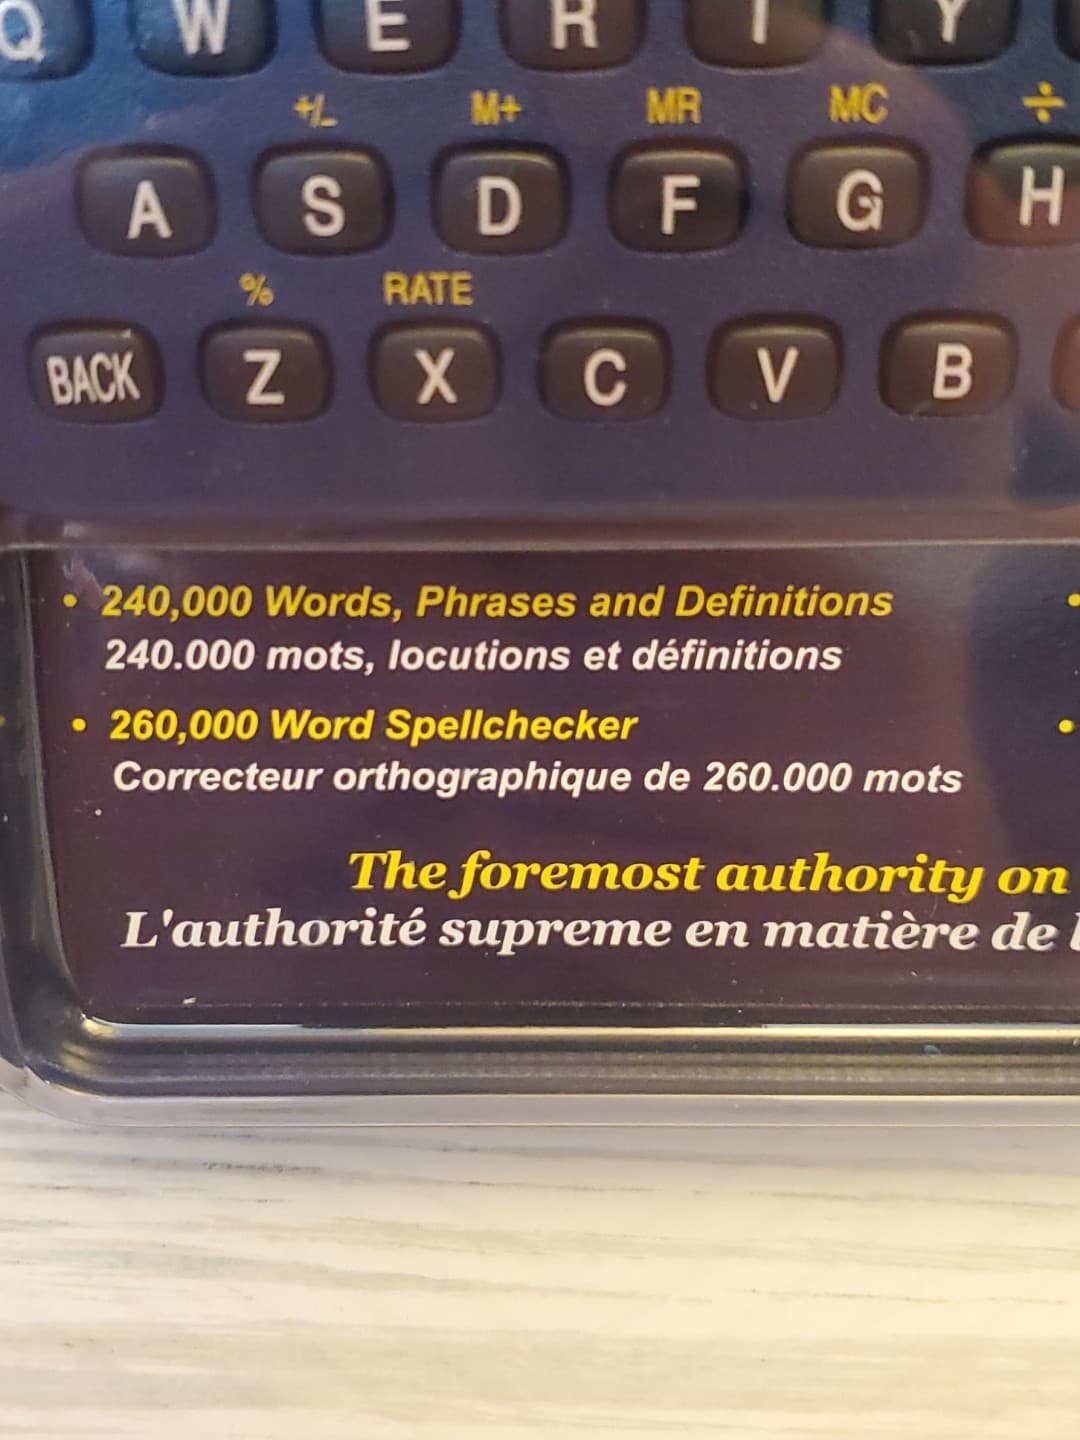 Q W E R T Y
+/- M+ MR MC ÷
A S D F G H
% RATE
BACK Z X C V B
• 240,000 Words, Phrases and Definitions
240.000 mots, locutions et définitions
• 260,000 Word Spellchecker
Correcteur orthographique de 260.000 mots
The foremost authority on
L'authorité supreme en matière de